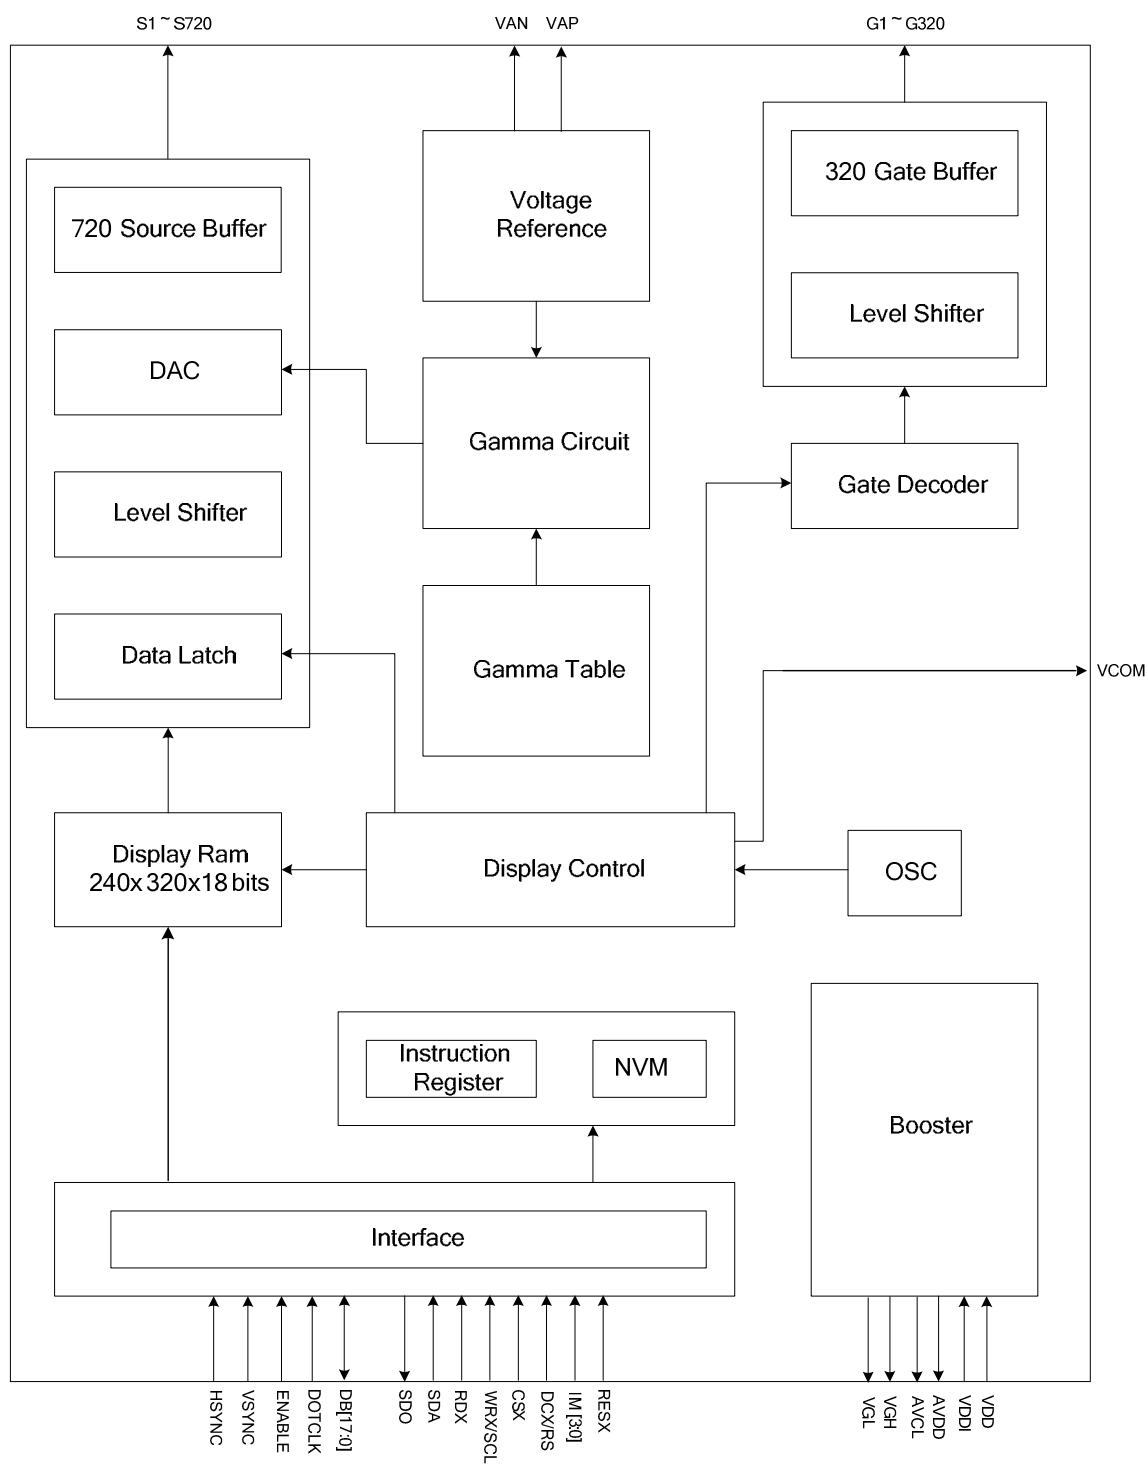 S1 ~ S720
VAN
VAP
G1 ~ G320
720 Source Buffer
DAC
Level Shifter
Data Latch
Voltage
Reference
Gamma Circuit
Gamma Table
320 Gate Buffer
Level Shifter
Gate Decoder
VCOM
Display Ram
240x 320x18 bits
Display Control
OSC
Instruction
Register
NVM
Booster
Interface
HSYNC
VSYNC
ENABLE
DOTCLK
DB[17:0]
SDO
SDA
RDX
WRX/SCL
CSX
DCX/RS
IM [3:0]
RESX
VGL
VGH
AVCL
AVDD
VDDI
VDD